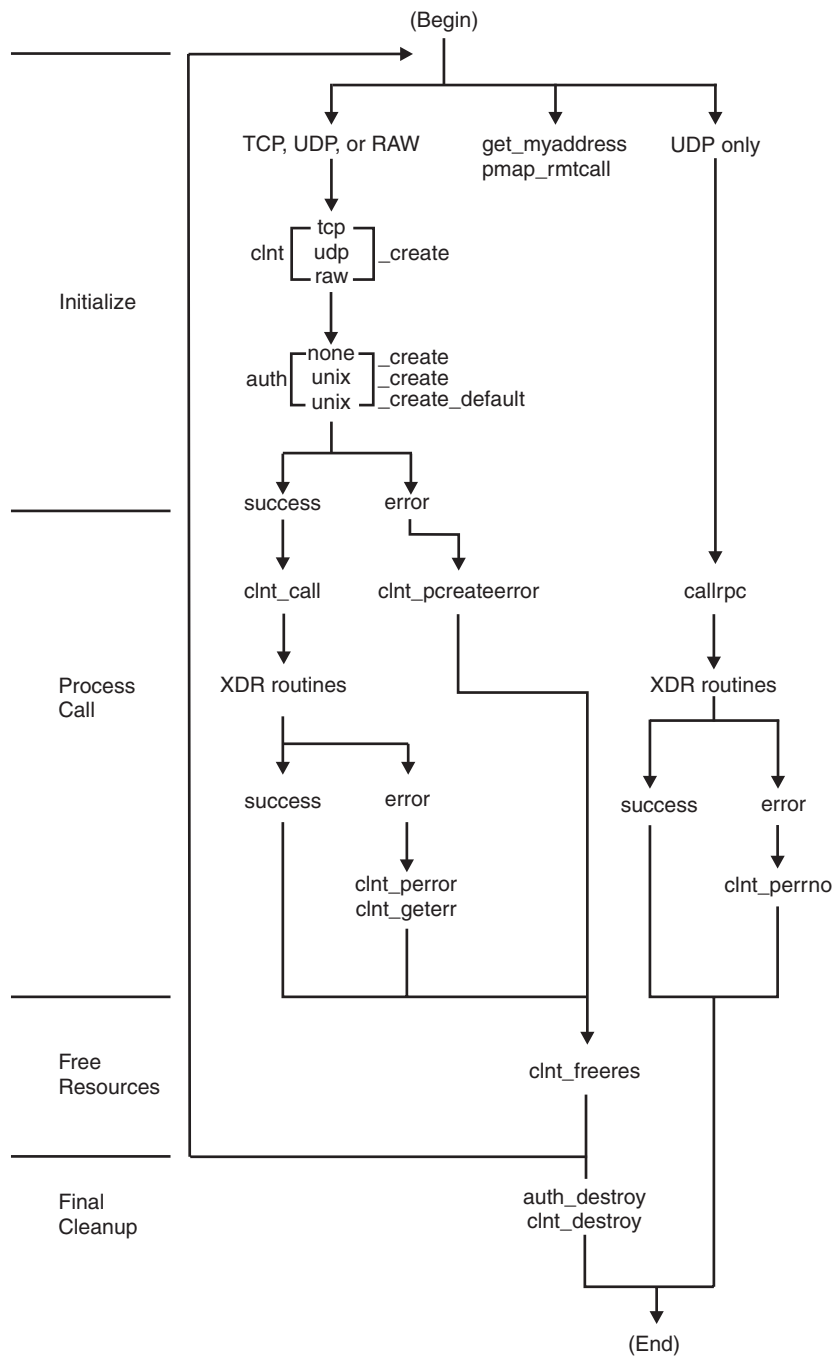 (Begin)
TCP, UDP, or RAW
get_myaddress
pmap_rmtcall
UDP only
Initialize
clnt
tcp
udp
raw
_create
auth
none
unix
unix
_create
_create
_create_default
success
error
Process
Call
clnt_call
clnt_pcreateerror
callrpc
XDR routines
XDR routines
success
error
success
error
clnt_perror
clnt_geterr
clnt_perrno
Free
Resources
clnt_freeres
Final
Cleanup
auth_destroy
clnt_destroy
(End)